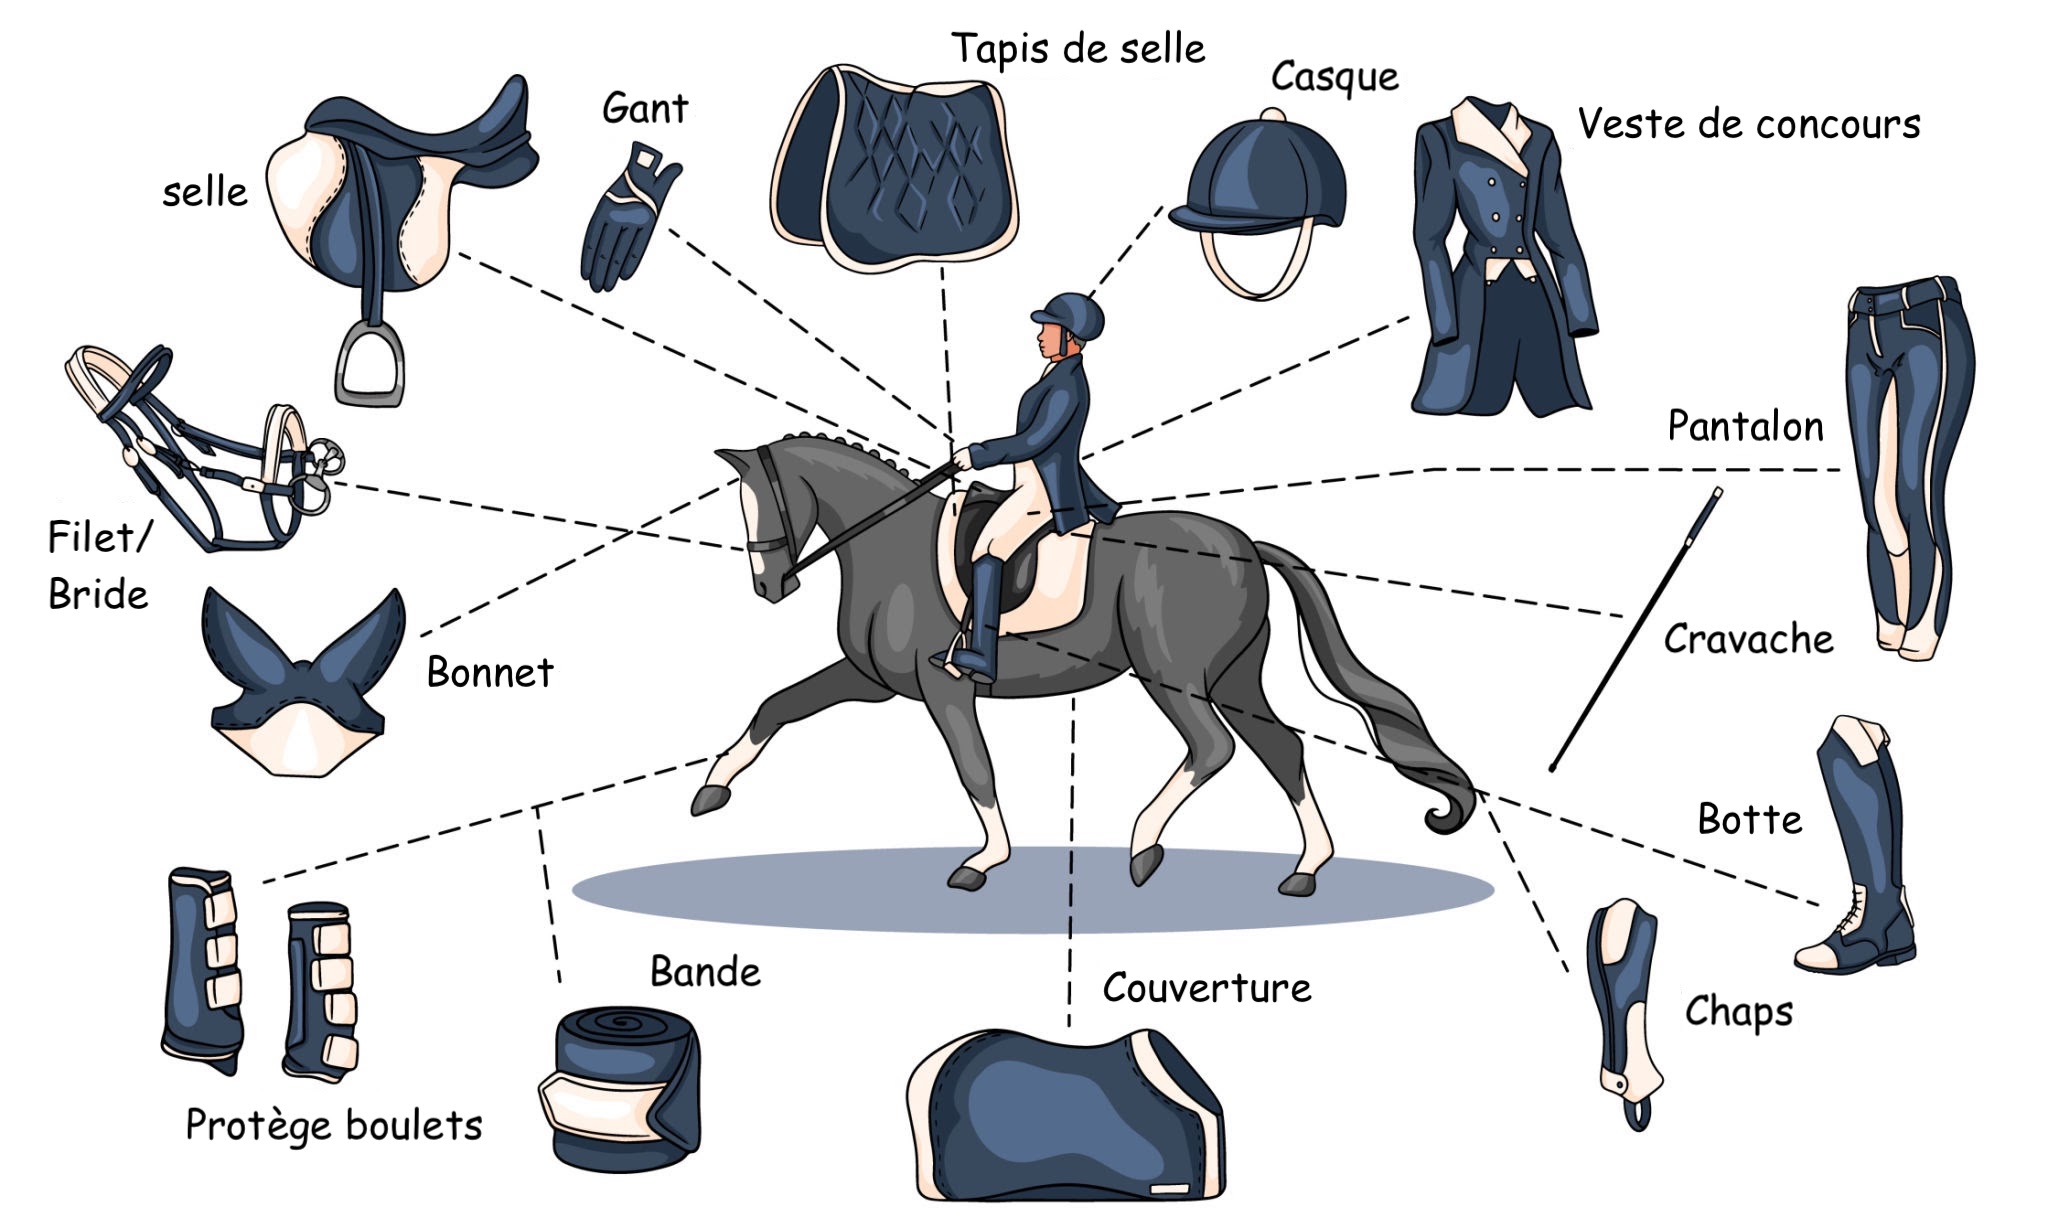 Tapis de selle
Casque
Gant
Veste de concours
selle
Pantalon
Filet/
Bride
Cravache
Bonnet
Botte
Bande
Couverture
Chaps
Protège boulets